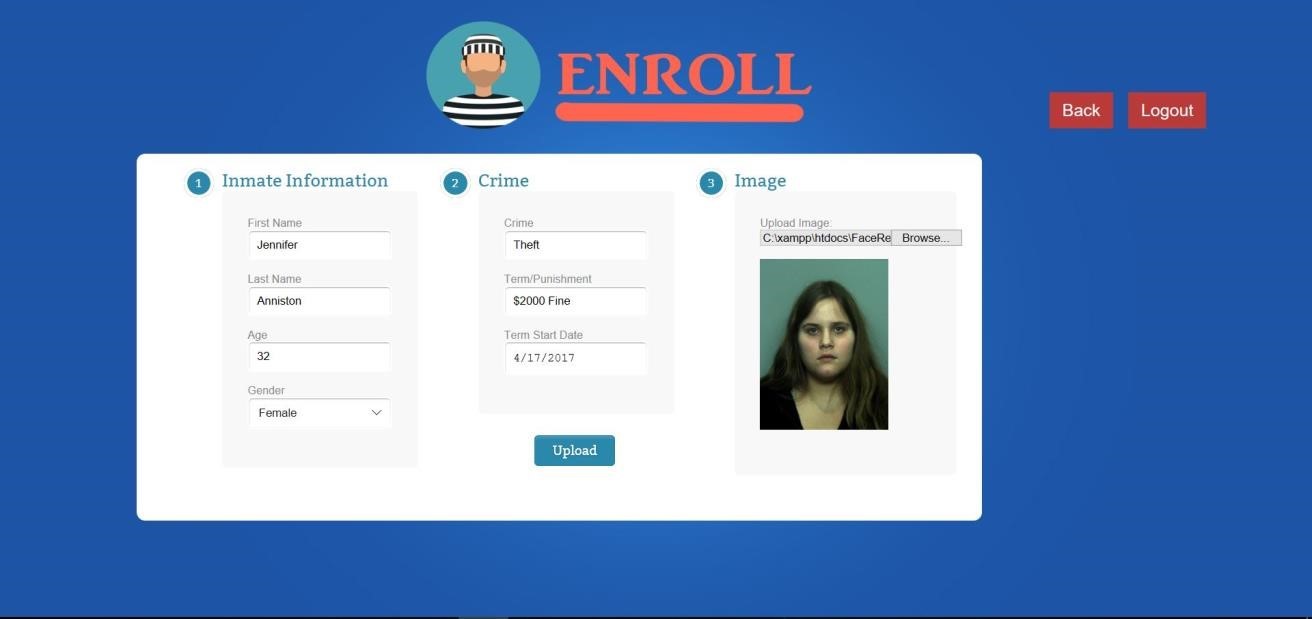 ENROLL
Back
Logout
1 Inmate Information
First Name
Jennifer
Last Name
Anniston
Age
32
Gender
Female
2 Crime
Crime
Theft
Term/Punishment
$2000 Fine
Term Start Date
4/17/2017
Upload
3 Image
Upload Image:
C:\xampp\htdocs\FaceRe Browse...